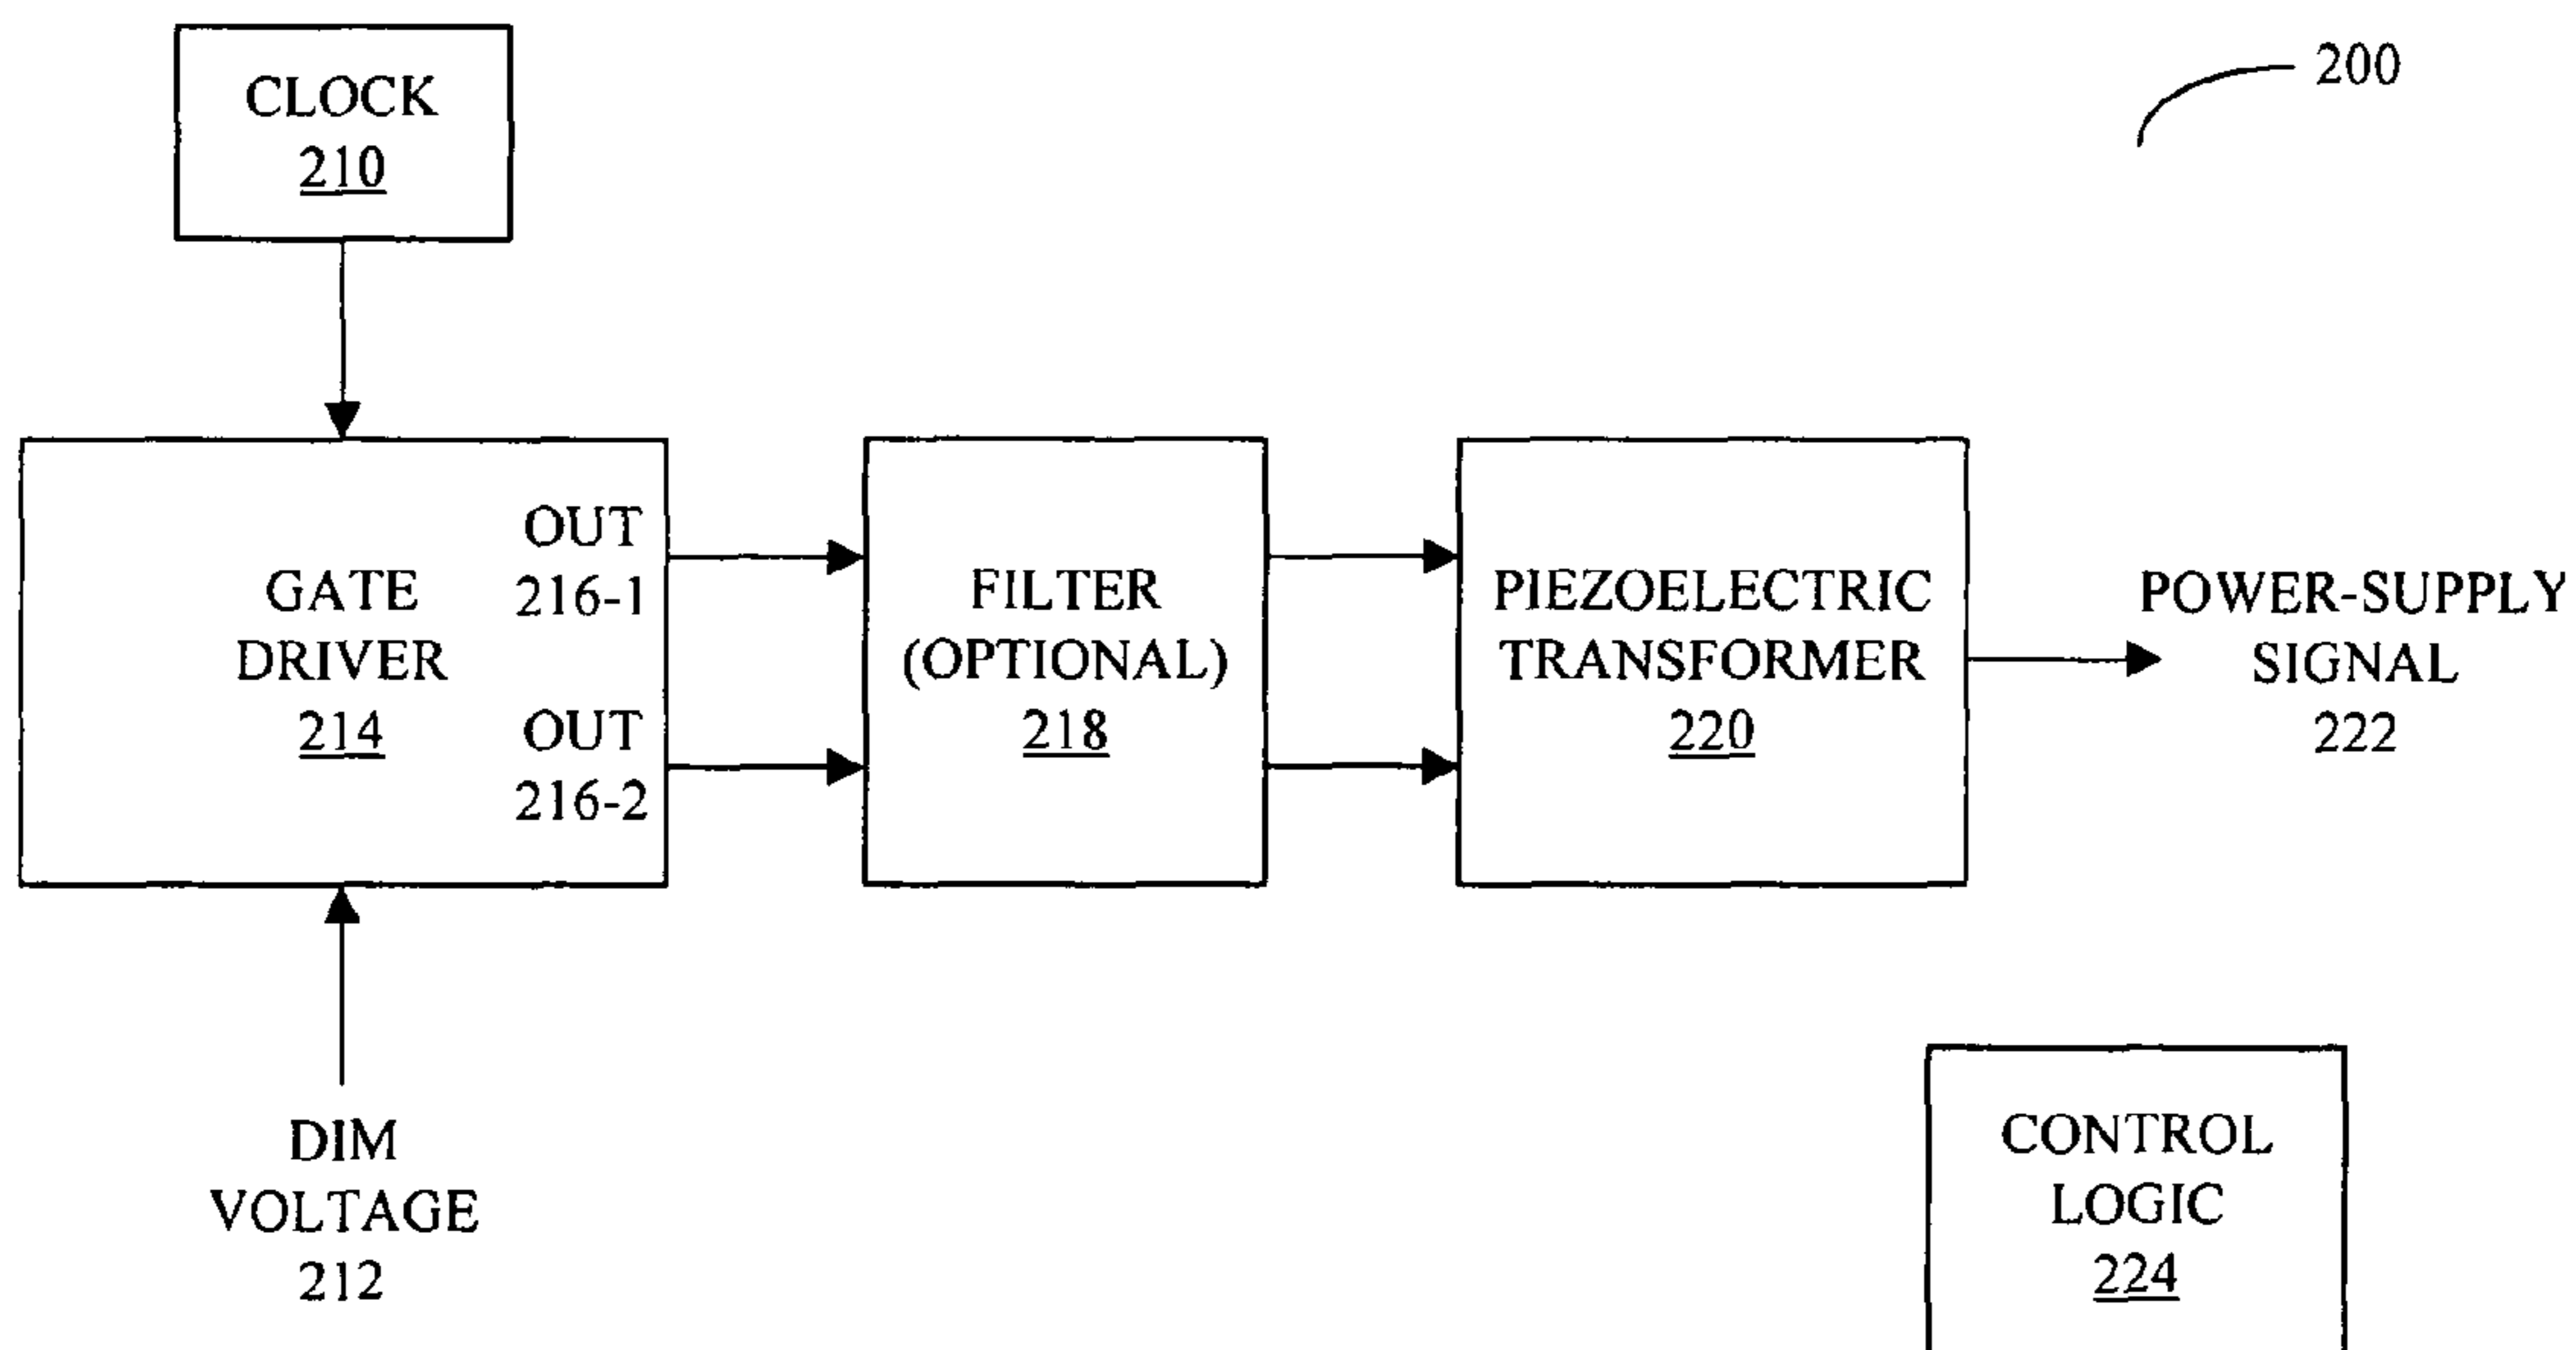 CLOCK
210
200
OUT
216-1
GATE
DRIVER
214
OUT
216-2
FILTER
(OPTIONAL)
218
PIEZOELECTRIC
TRANSFORMER
220
POWER-SUPPLY
SIGNAL
222
DIM
VOLTAGE
212
CONTROL
LOGIC
224